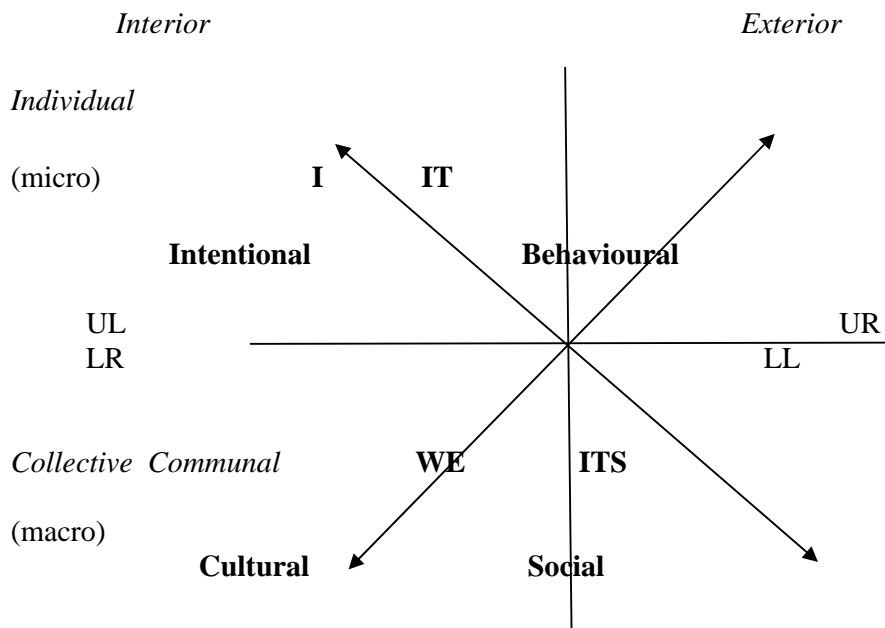 Interior Exterior
Individual
(micro) I IT
Intentional Behavioural
UL UR
LR LL
Collective Communal WE ITS
(macro)
Cultural Social